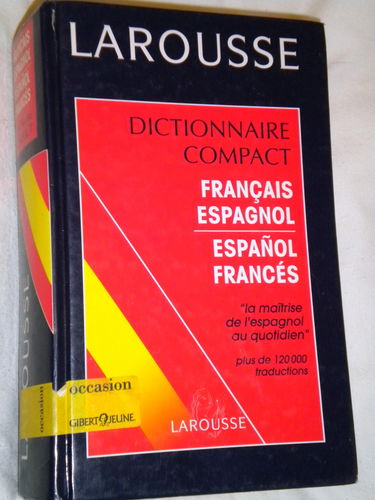 LAROUSSE
DICTIONNAIRE
COMPACT
FRANÇAIS
ESPAGNOL
ESPAÑOL
FRANCÉS
"la maîtrise
de l'espagnol
au quotidien"
plus de 120 000
traductions
LAROUSSE
occasion
GIBERT JEUNE
occasion